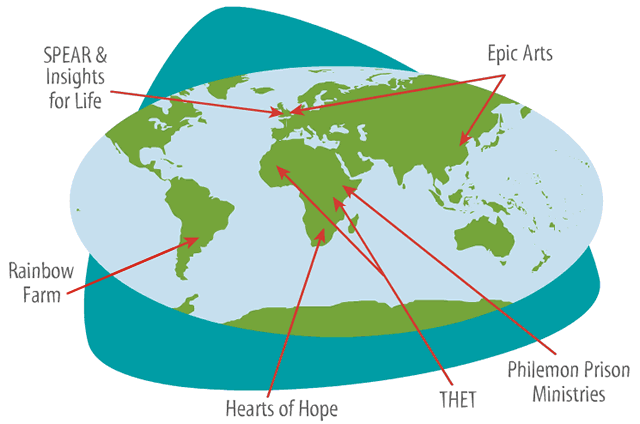 SPEAR &
Insights
for Life
Epic Arts
Rainbow
Farm
Hearts of Hope
THET
Philemon Prison
Ministries